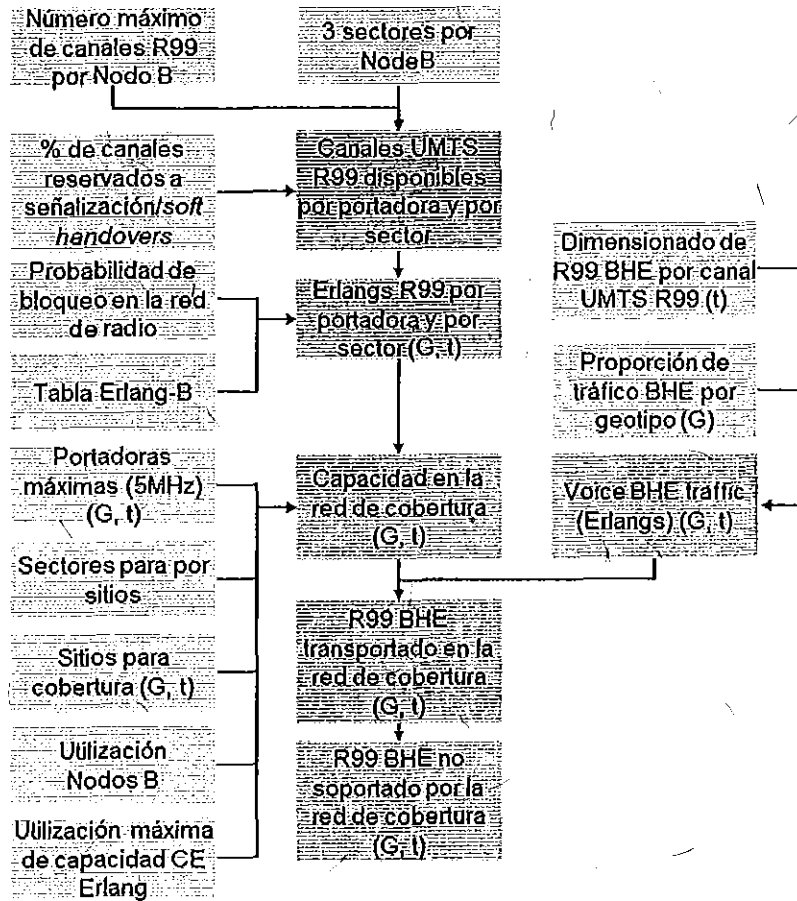 Número máximo
de canales R99
por Nodo B
3 sectores por
NodeB
% de canales
reservados a
señalización/soft
handovers
Canales UMTS
R99 disponibles
por portadora y por
sector
Probabilidad de
bloqueo en la red
de radio
Erlangs R99 por
portadora y por
sector (G, t)
Tabla Erlang-B
Dimensionado de
R99 BHE por canal
UMTS R99 (t)
Proporción de
tráfico BHE por
geotipo (G)
Portadoras
máximas (5MHz)
(G, t)
Capacidad en la
red de cobertura
(G, t)
Voice BHE traffic
(Erlangs) (G, t)
Sectores para por
sitios
Sitios para
cobertura (G, t)
R99 BHE
transportado en la
red de cobertura
(G, t)
Utilización
Nodos B
R99 BHE no
soportado por la
red de cobertura
(G, t)
Utilización máxima
de capacidad CE
Erlang